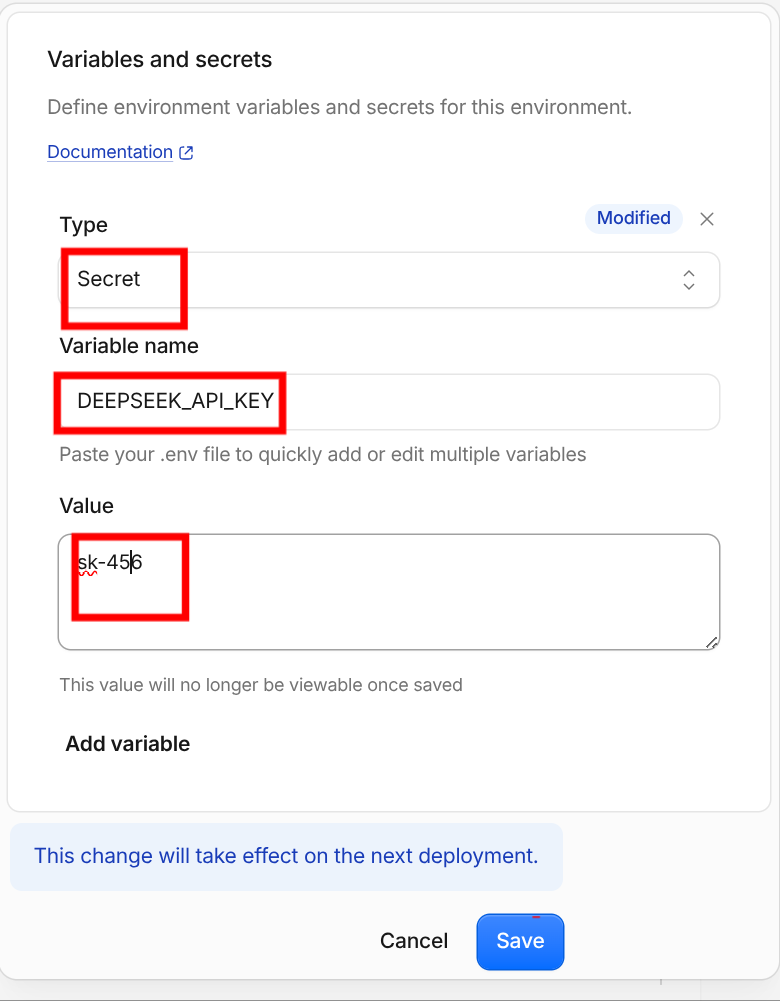 Variables and secrets
Define environment variables and secrets for this environment.
Documentation
Type
Modified
Secret
Variable name
DEEPSEEK_API_KEY
Paste your .env file to quickly add or edit multiple variables
Value
sk-456
This value will no longer be viewable once saved
Add variable
This change will take effect on the next deployment.
Cancel
Save